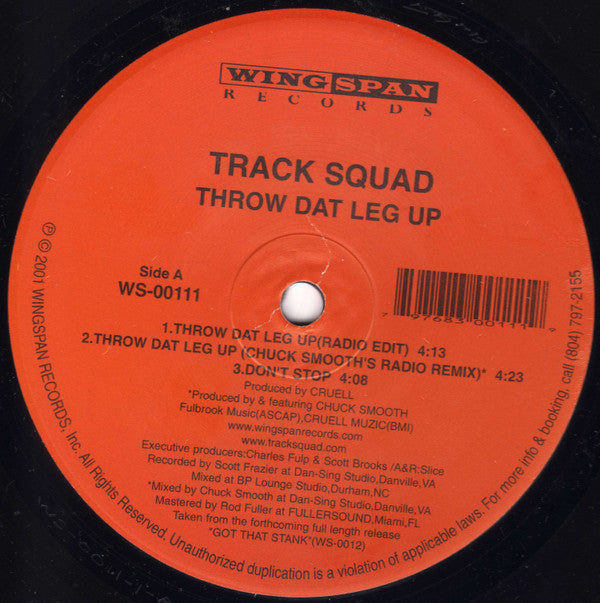 WINGSPAN
RECORDS
TRACK SQUAD
THROW DAT LEG UP
Side A
WS-00111
7 97683 00111 9
1.THROW DAT LEG UP(RADIO EDIT) 4:13
2.THROW DAT LEG UP (CHUCK SMOOTH'S RADIO REMIX)* 4:23
3.DON'T STOP 4:08
Produced by CRUELL
*Produced by & featuring CHUCK SMOOTH
Fulbrook Music(ASCAP),CRUELL MUZIC(BMI)
www.wingspanrecords.com
www.tracksquad.com
Executive producers:Charles Fulp & Scott Brooks /A&R:Slice
Recorded by Scott Frazier at Dan-Sing Studio,Danville,VA
Mixed at BP Lounge Studio,Durham,NC
*Mixed by Chuck Smooth at Dan-Sing Studio,Danville,VA
Mastered by Rod Fuller at FULLERSOUND,Miami,FL
Taken from the forthcoming full length release
"GOT THAT STANK"(WS-0012)
℗ © 2001 WINGSPAN RECORDS, Inc. All Rights Reserved. Unauthorized duplication is a violation of applicable laws. For more info & booking, call (804) 797-2155